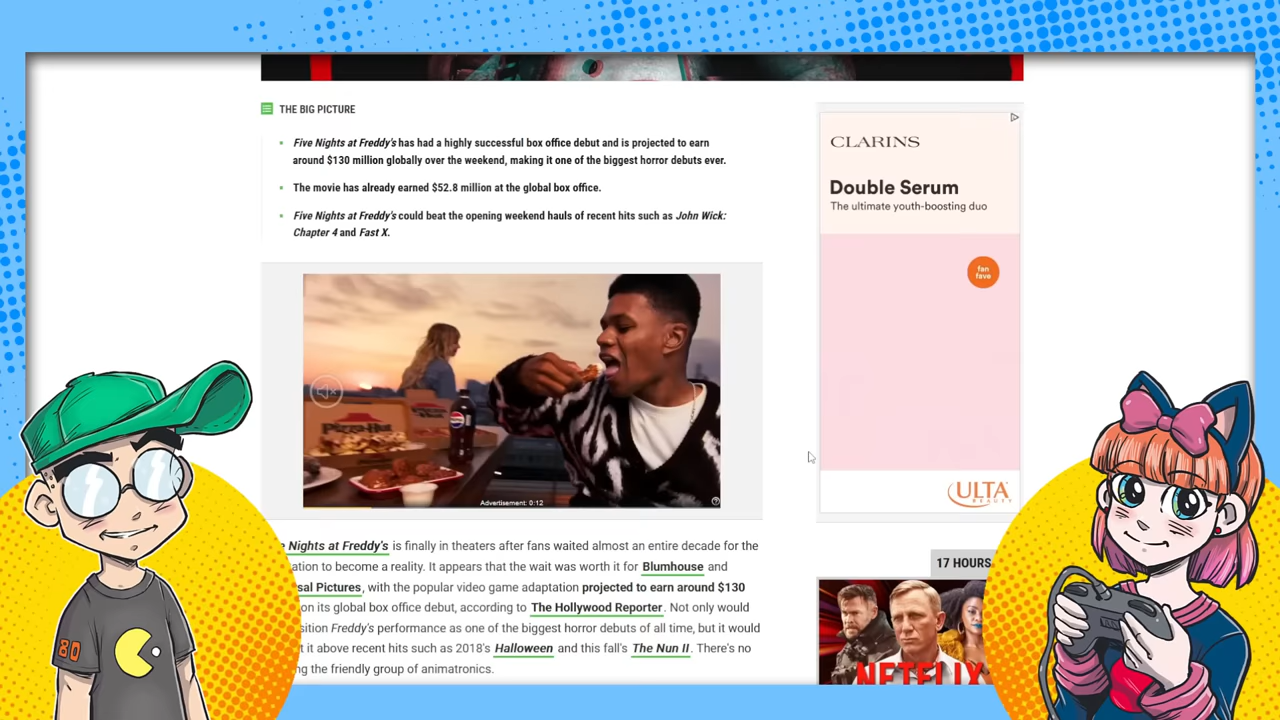 THE BIG PICTURE
Five Nights at Freddy's has had a highly successful box office debut and is projected to earn
around $130 million globally over the weekend, making it one of the biggest horror debuts ever.
The movie has already earned $52.8 million at the global box office.
Five Nights at Freddy's could beat the opening weekend hauls of recent hits such as John Wick:
Chapter 4 and Fast X.
Pizza Hut
pepsi
Advertisement: 0:12
e Nights at Freddy's is finally in theaters after fans waited almost an entire decade for the
ation to become a reality. It appears that the wait was worth it for Blumhouse and
sal Pictures, with the popular video game adaptation projected to earn around $130
on its global box office debut, according to The Hollywood Reporter. Not only would
sition Freddy's performance as one of the biggest horror debuts of all time, but it would
t it above recent hits such as 2018's Halloween and this fall's The Nun II. There's no
ng the friendly group of animatronics.
CLARINS
Double Serum
The ultimate youth-boosting duo
fan
fave
ULTA
BEAUTY
17 HOURS
NETFLIX
80